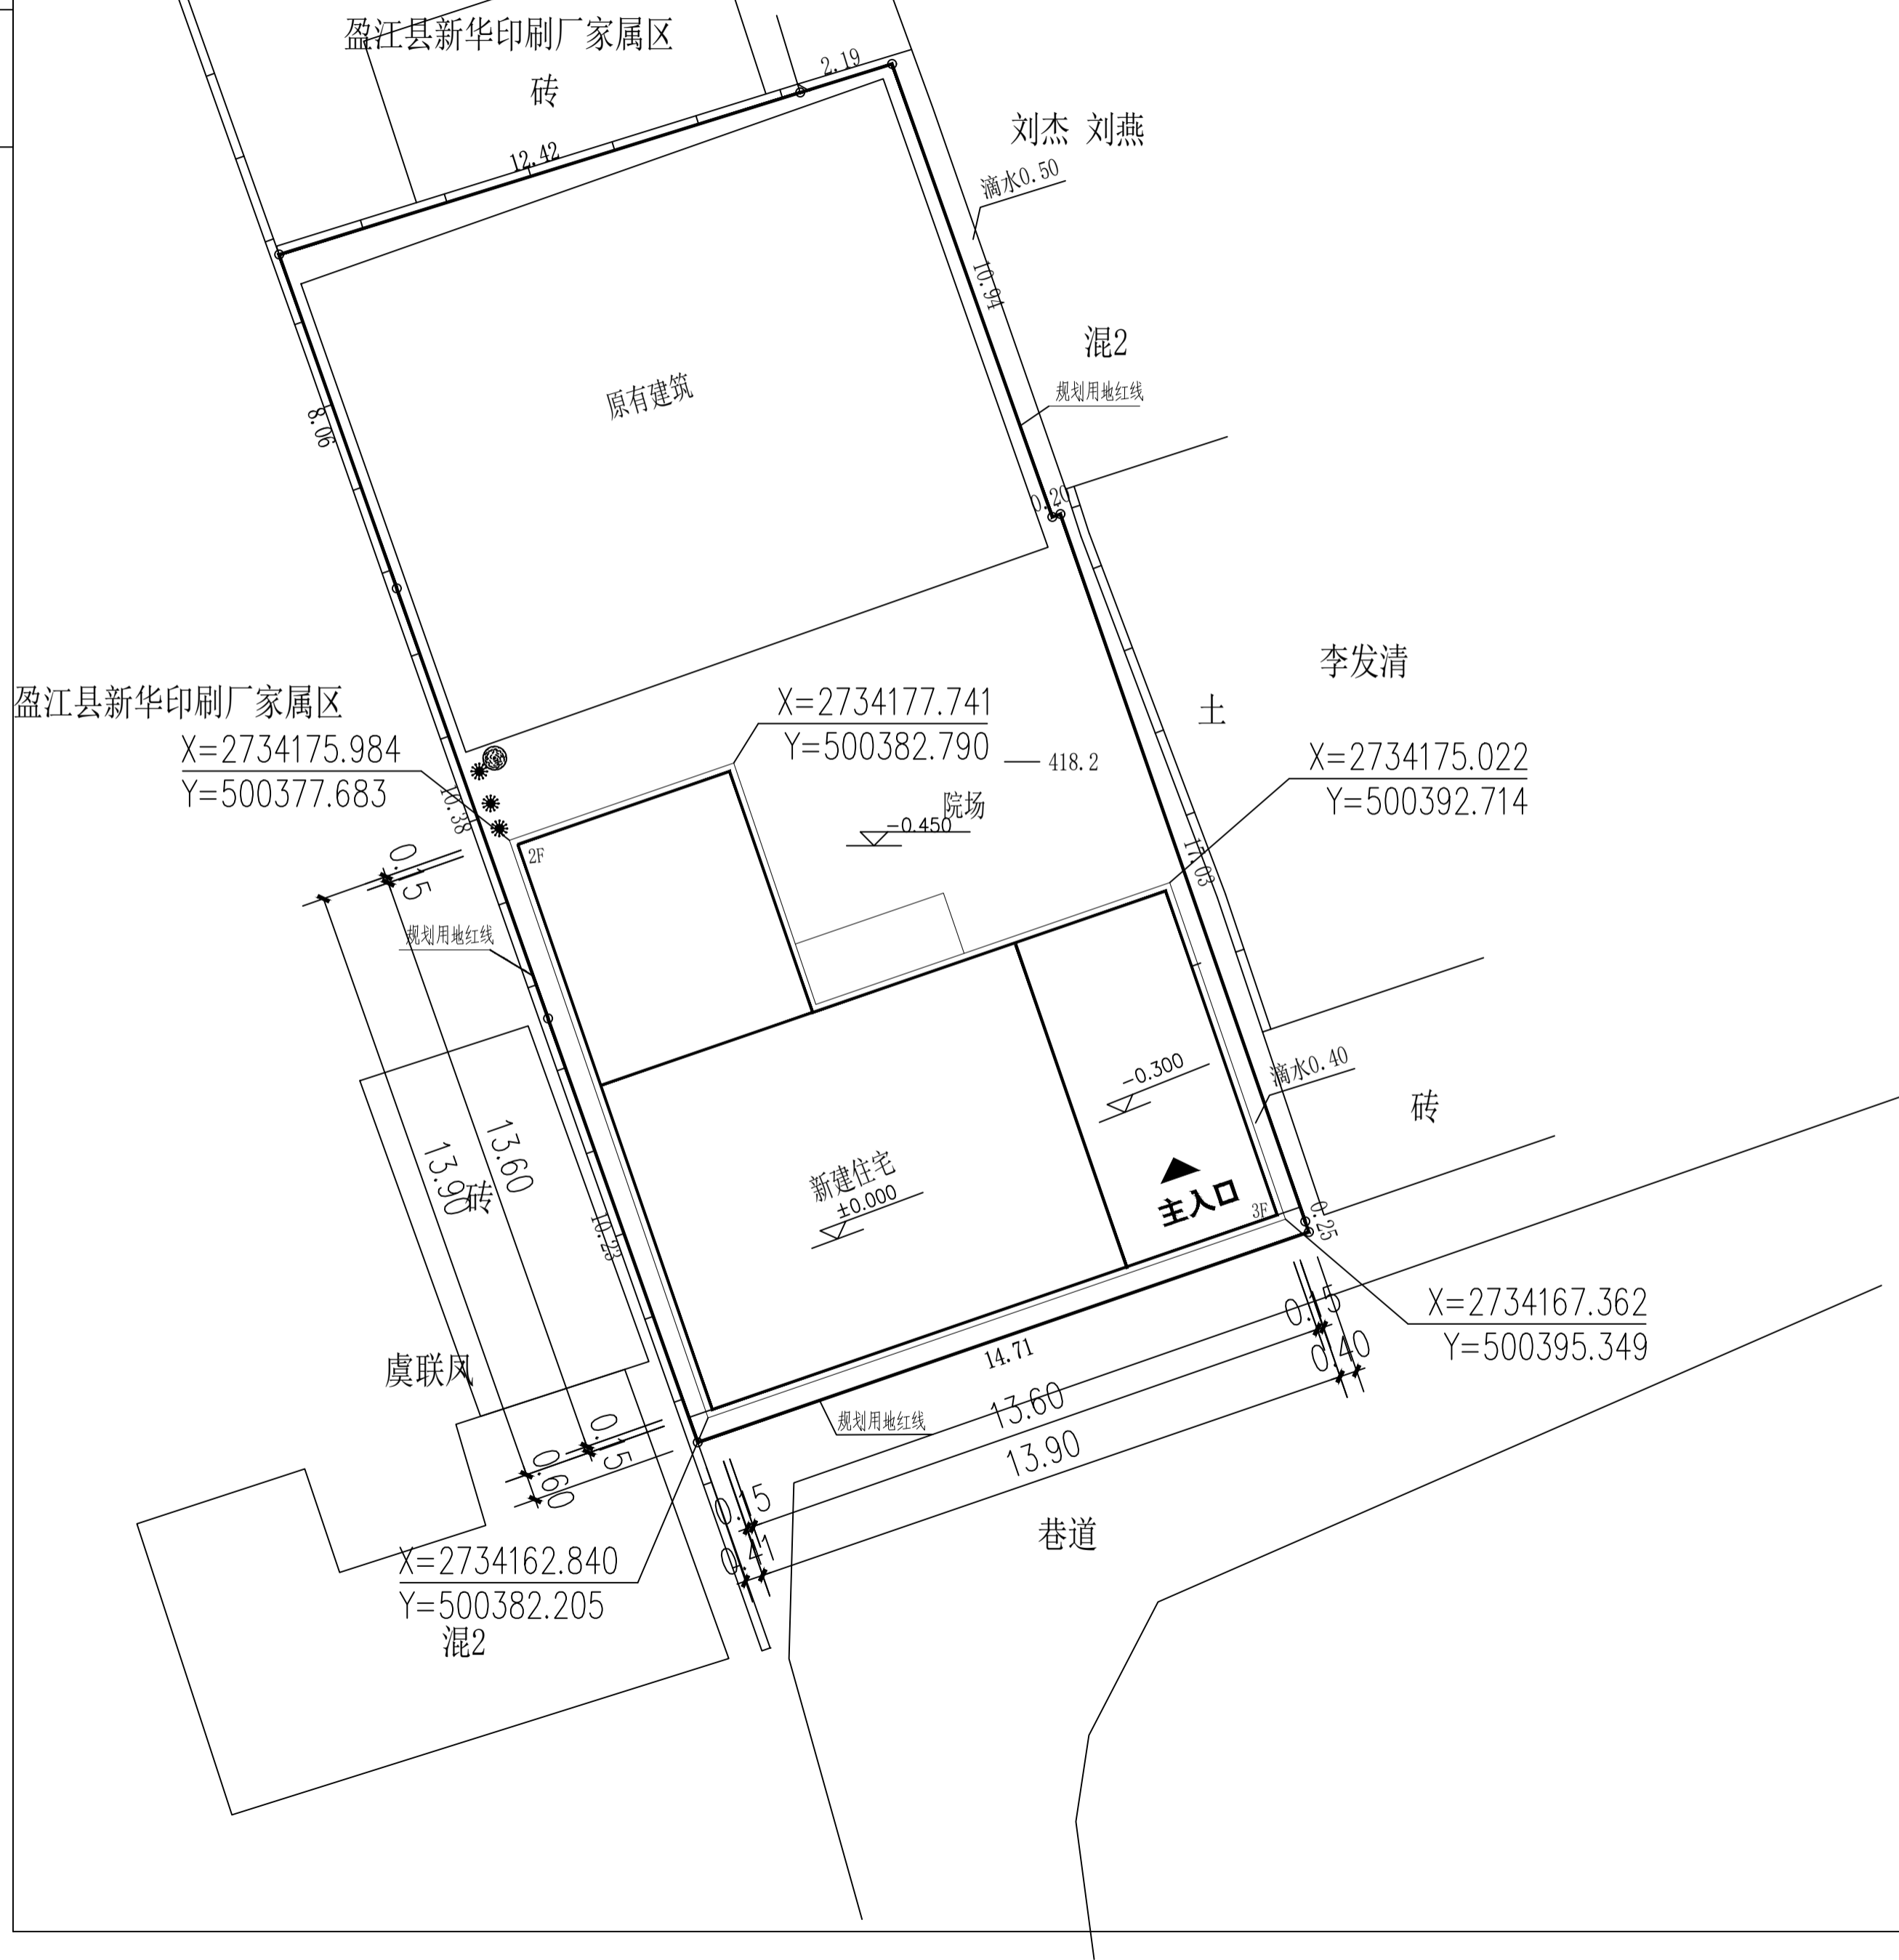 盈江县新华印刷厂家属区
砖
2.19
12.42
刘杰 刘燕
滴水0.50
10.94
混2
规划用地红线
原有建筑
8.06
0.20
李发清
土
盈江县新华印刷厂家属区
X=2734177.741
Y=500382.790
418.2
X=2734175.984
Y=500377.683
X=2734175.022
Y=500392.714
院场
-0.450
10.38
2F
17.03
0.15
规划用地红线
滴水0.40
-0.300
砖
13.60
13.90
砖
新建住宅
±0.000
主入口
3F
0.25
10.23
X=2734167.362
Y=500395.349
0.15
0.40
14.71
虞联凤
13.60
规划用地红线
13.90
0.15
0.60
0.15
0.41
巷道
X=2734162.840
Y=500382.205
混2